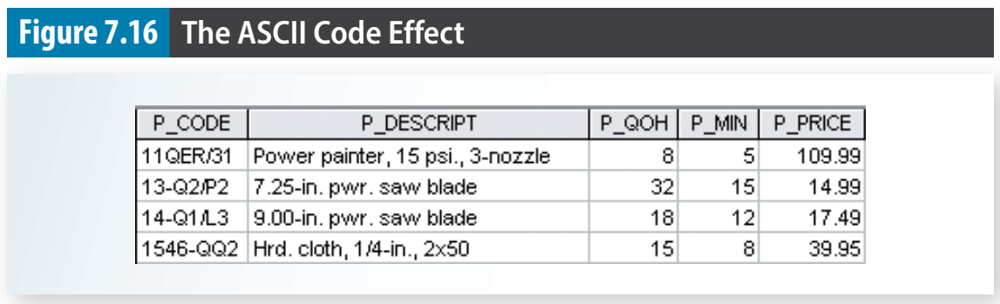 Figure 7.16 The ASCII Code Effect
P_CODE P_DESCRIPT P_QOH P_MIN P_PRICE
11QER/31 Power painter, 15 psi., 3-nozzle 8 5 109.99
13-Q2/P2 7.25-in. pwr. saw blade 32 15 14.99
14-Q1/L3 9.00-in. pwr. saw blade 18 12 17.49
1546-QQ2 Hrd. cloth, 1/4-in., 2x50 15 8 39.95